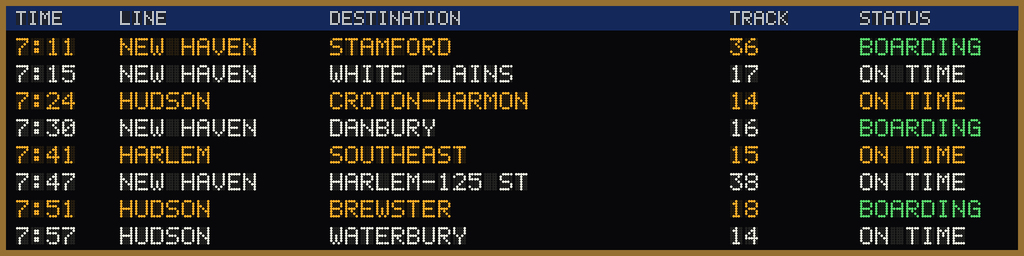 TIME LINE DESTINATION TRACK STATUS
7:11 NEW HAVEN STAMFORD 36 BOARDING
7:15 NEW HAVEN WHITE PLAINS 17 ON TIME
7:24 HUDSON CROTON-HARMON 14 ON TIME
7:30 NEW HAVEN DANBURY 16 BOARDING
7:41 HARLEM SOUTHEAST 15 ON TIME
7:47 NEW HAVEN HARLEM-125 ST 38 ON TIME
7:51 HUDSON BREWSTER 18 BOARDING
7:57 HUDSON WATERBURY 14 ON TIME